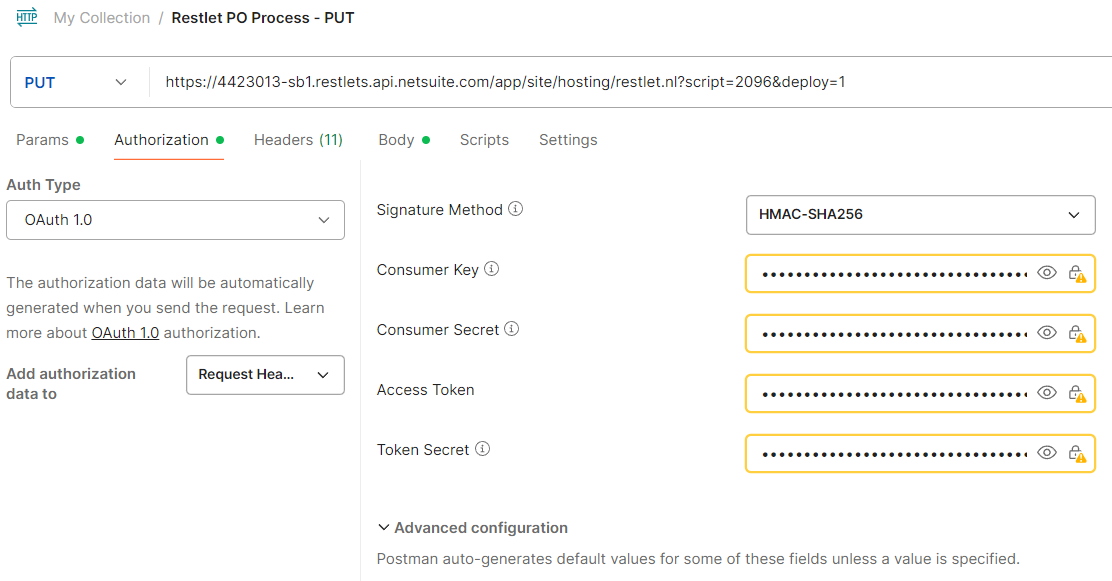 HTTP My Collection / Restlet PO Process - PUT
PUT https://4423013-sb1.restlets.api.netsuite.com/app/site/hosting/restlet.nl?script=2096&deploy=1
Params Authorization Headers (11) Body Scripts Settings
Auth Type
OAuth 1.0
The authorization data will be automatically
generated when you send the request. Learn
more about OAuth 1.0 authorization.
Add authorization
data to
Request Hea...
Signature Method
HMAC-SHA256
Consumer Key
Consumer Secret
Access Token
Token Secret
Advanced configuration
Postman auto-generates default values for some of these fields unless a value is specified.